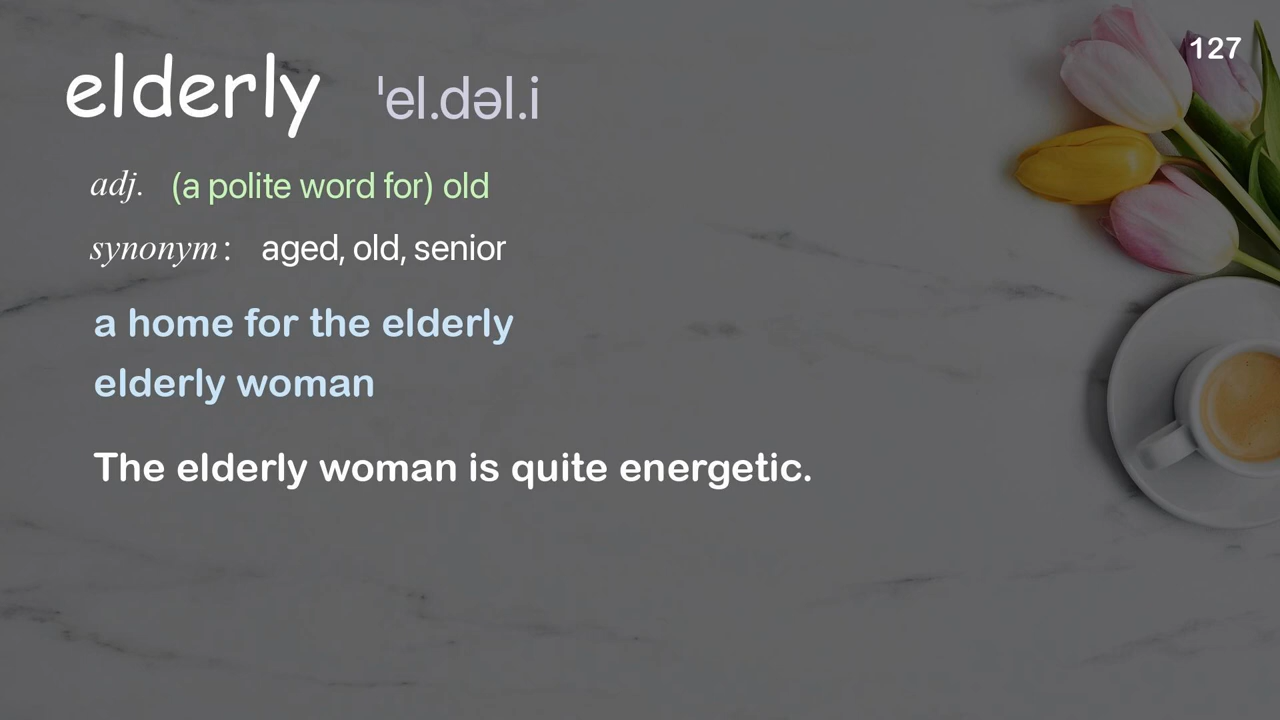 127
elderly ˈel.dəl.i
adj. (a polite word for) old
synonym: aged, old, senior
a home for the elderly
elderly woman
The elderly woman is quite energetic.